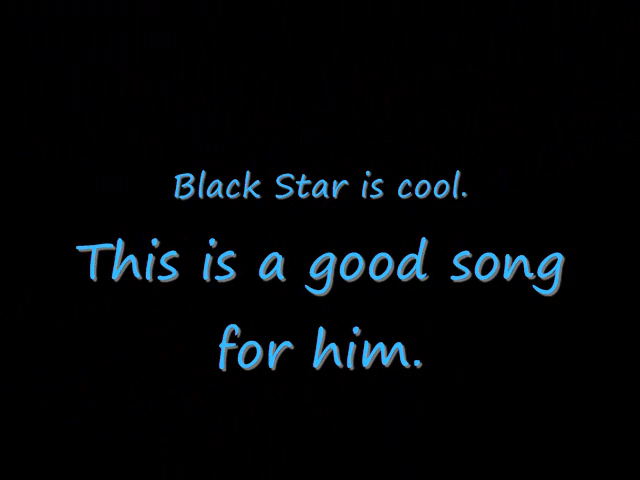 Black Star is cool.
This is a good song
for him.